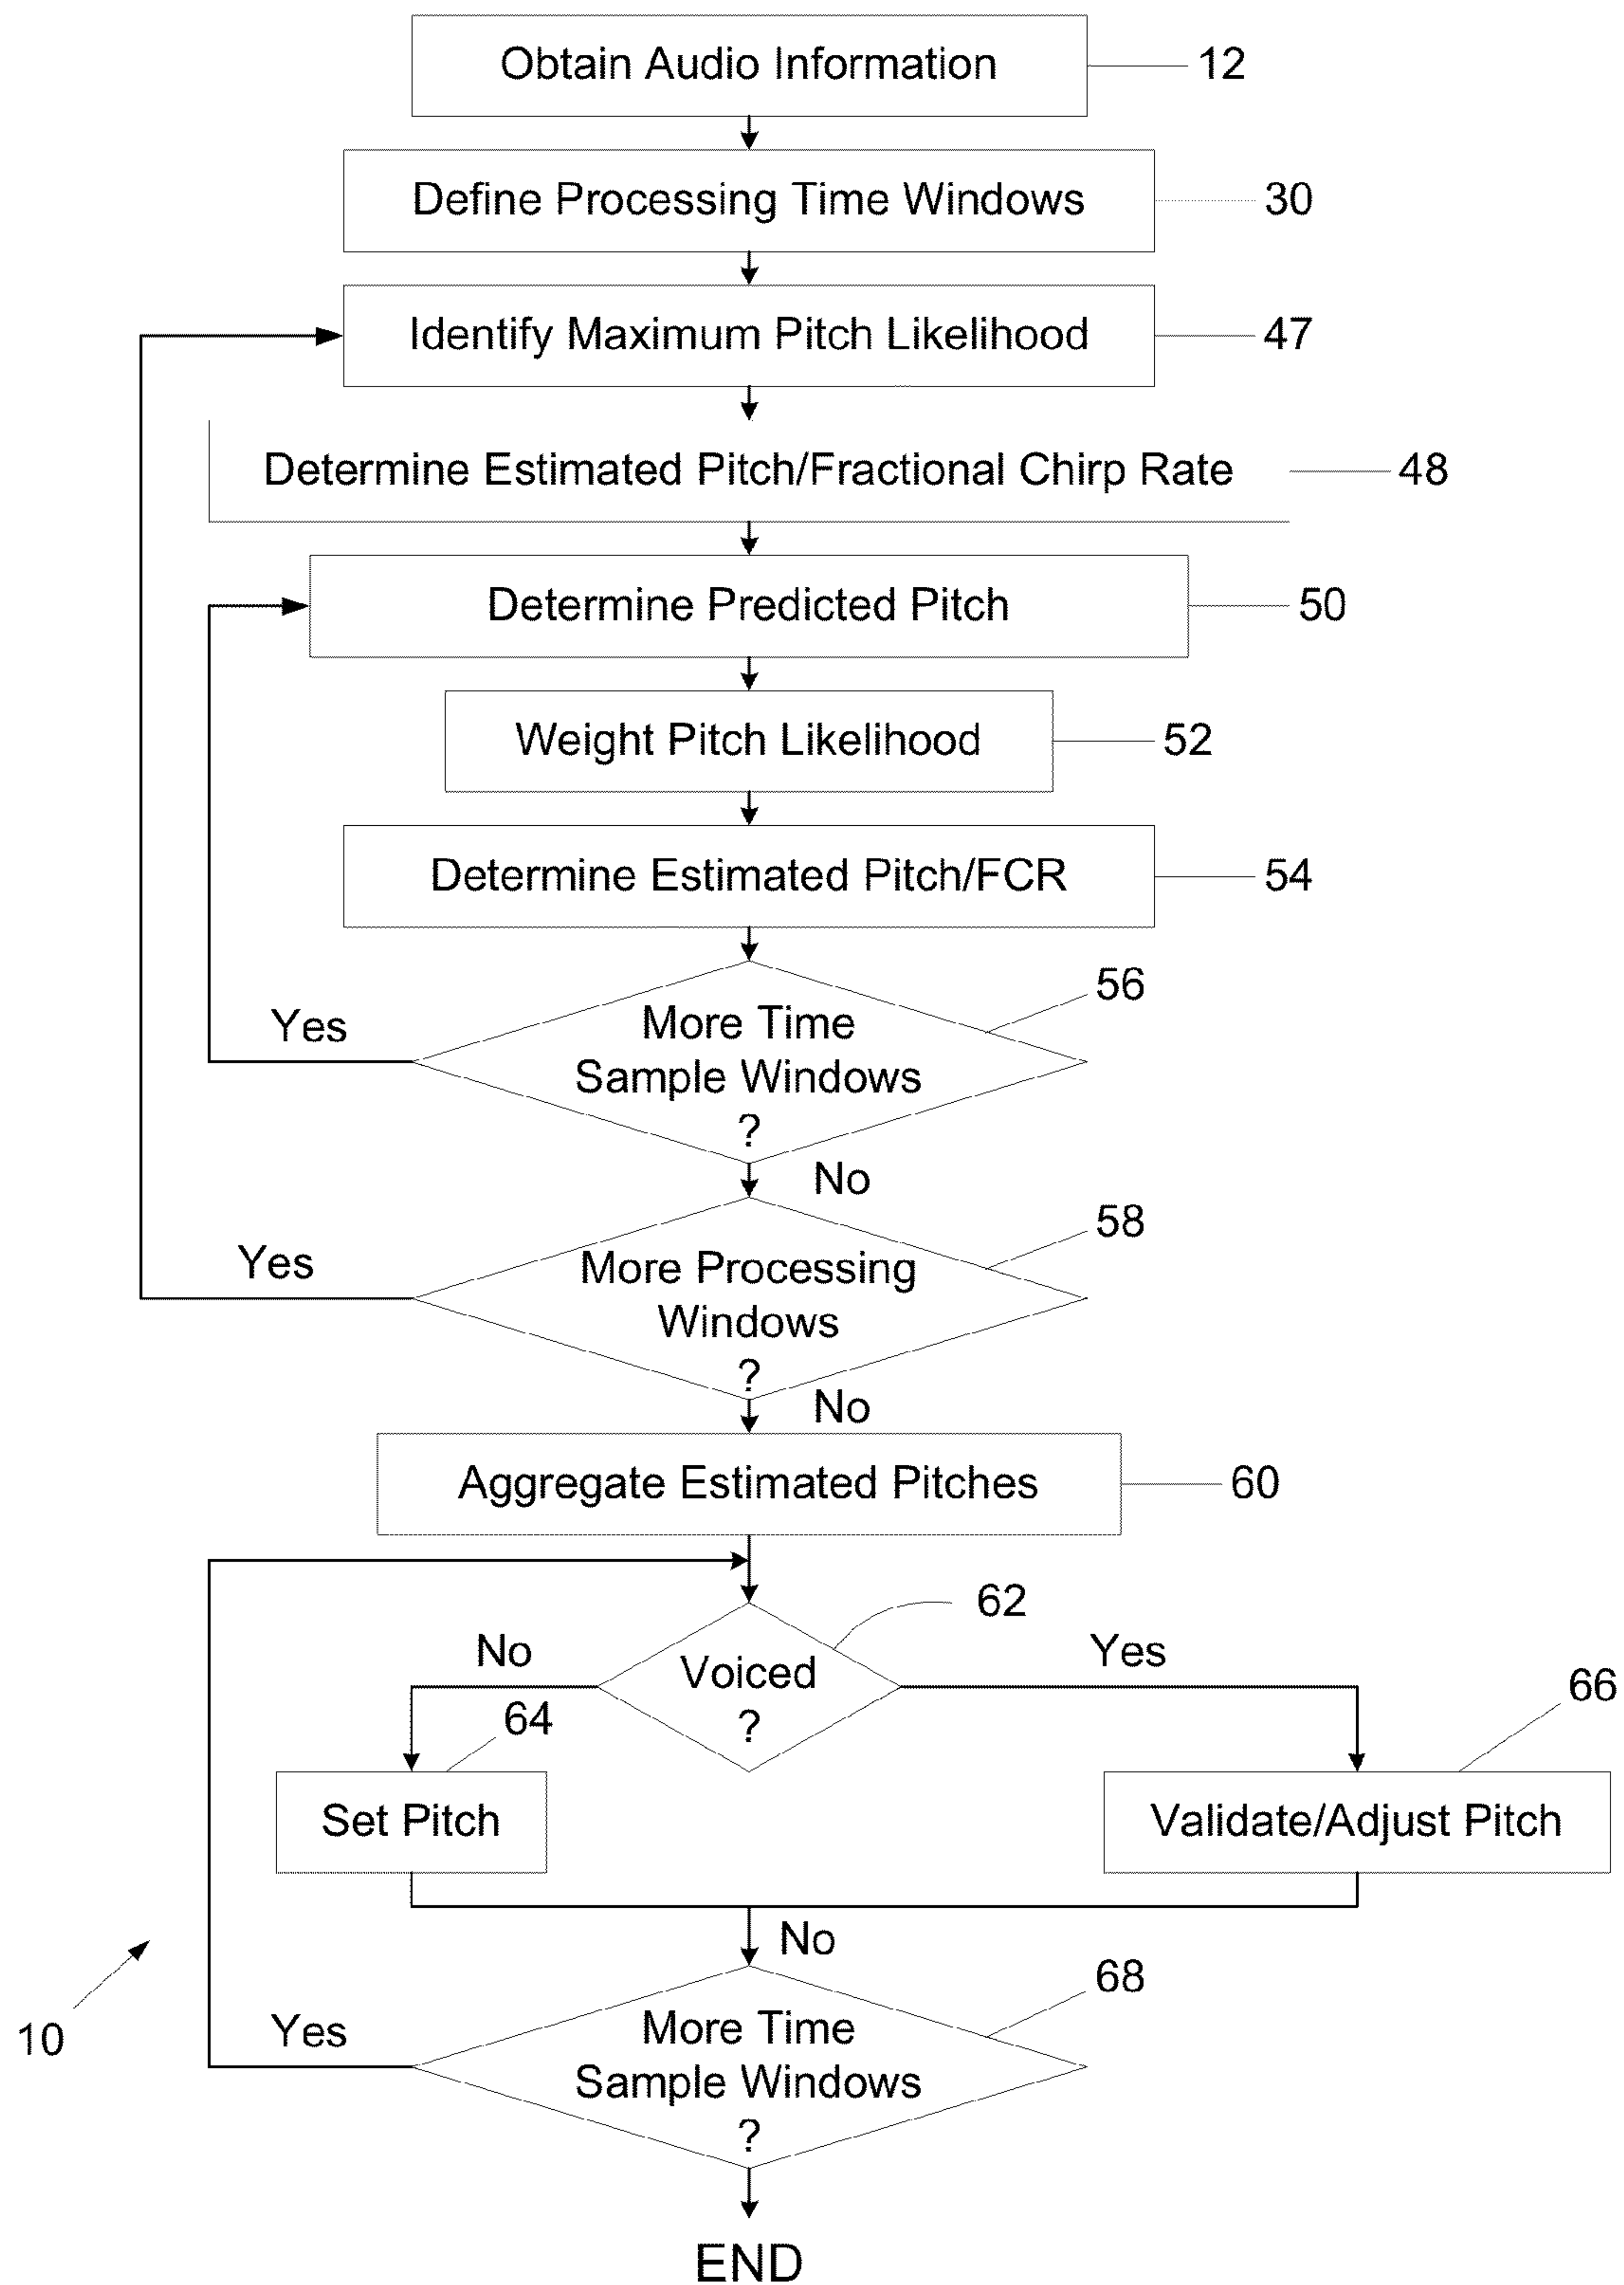 Obtain Audio Information
12
Define Processing Time Windows
30
Identify Maximum Pitch Likelihood
47
Determine Estimated Pitch/Fractional Chirp Rate
48
Determine Predicted Pitch
50
Weight Pitch Likelihood
52
Determine Estimated Pitch/FCR
54
56
Yes
More Time
Sample Windows
?
No
58
Yes
More Processing
Windows
?
No
Aggregate Estimated Pitches
60
62
No
Voiced
?
Yes
64
66
Set Pitch
Validate/Adjust Pitch
No
68
10
Yes
More Time
Sample Windows
?
END